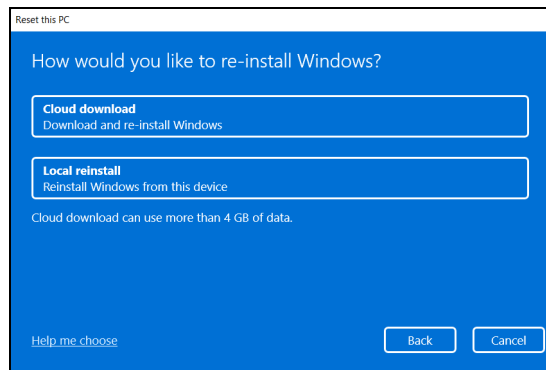 Reset this PC
How would you like to re-install Windows?
Cloud download
Download and re-install Windows
Local reinstall
Reinstall Windows from this device
Cloud download can use more than 4 GB of data.
Help me choose
Back
Cancel